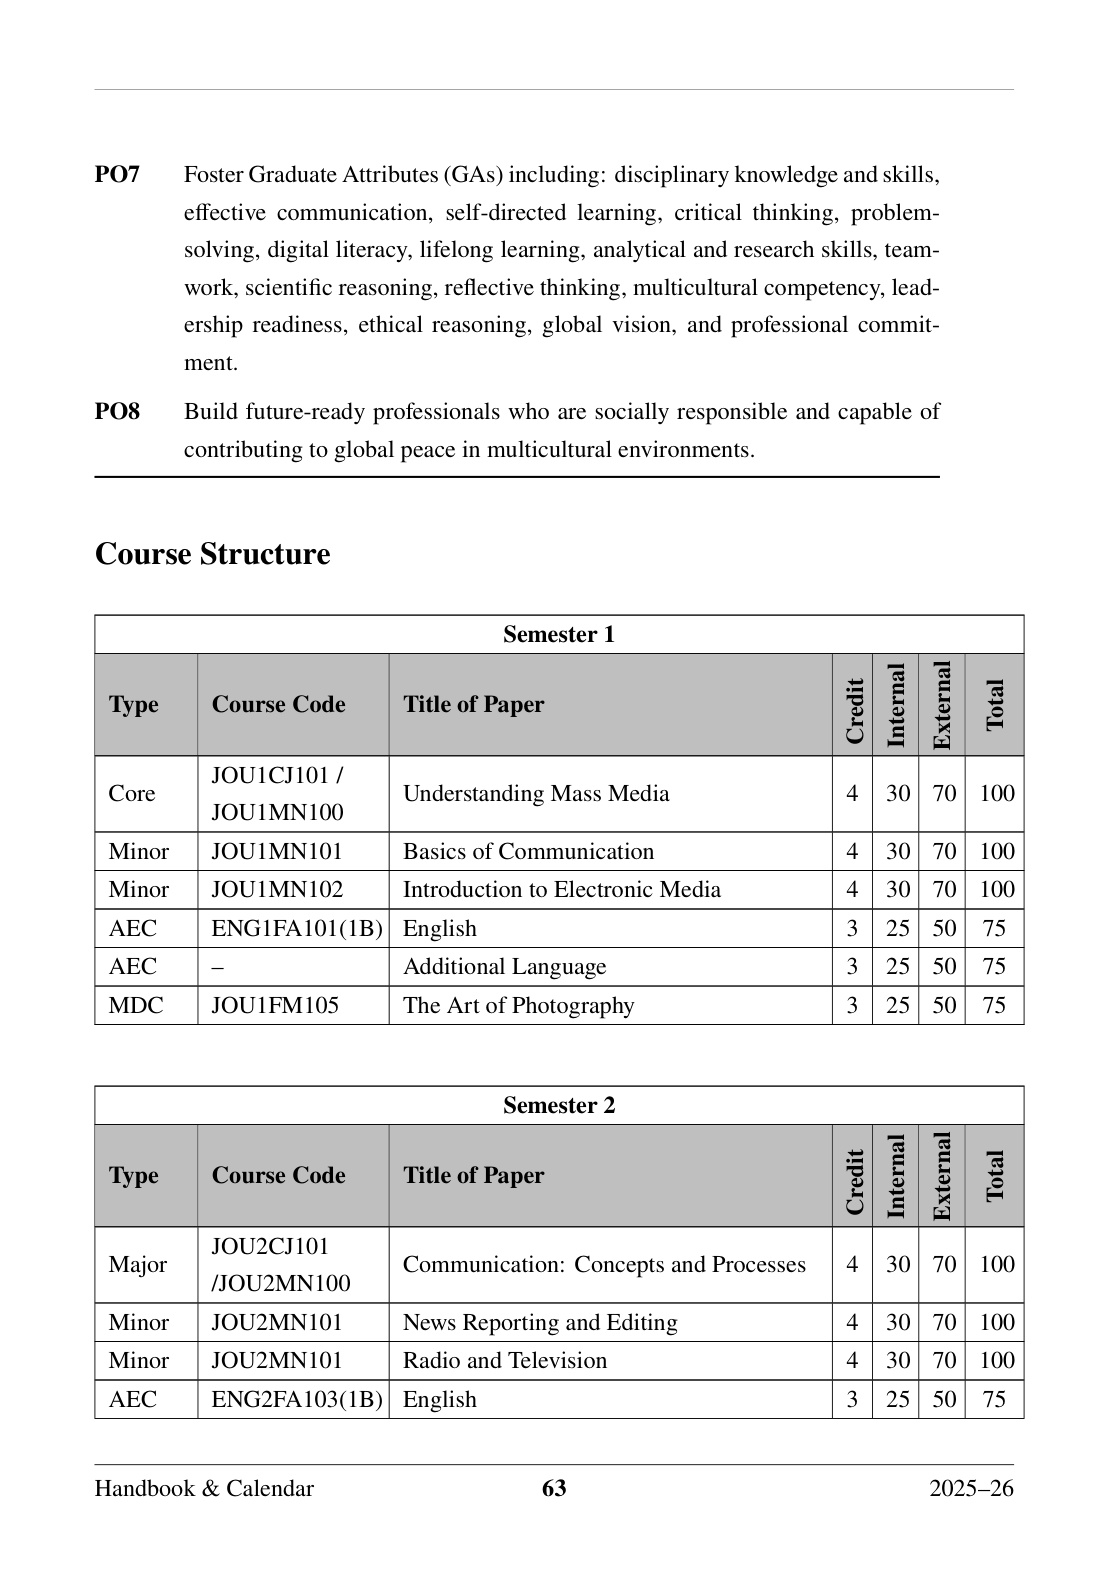 PO7 Foster Graduate Attributes (GAs) including: disciplinary knowledge and skills,
effective communication, self-directed learning, critical thinking, problem-
solving, digital literacy, lifelong learning, analytical and research skills, team-
work, scientific reasoning, reflective thinking, multicultural competency, lead-
ership readiness, ethical reasoning, global vision, and professional commit-
ment.
PO8 Build future-ready professionals who are socially responsible and capable of
contributing to global peace in multicultural environments.
Course Structure
Semester 1
Type Course Code Title of Paper Credit Internal External Total
Core JOU1CJ101 / JOU1MN100 Understanding Mass Media 4 30 70 100
Minor JOU1MN101 Basics of Communication 4 30 70 100
Minor JOU1MN102 Introduction to Electronic Media 4 30 70 100
AEC ENG1FA101(1B) English 3 25 50 75
AEC – Additional Language 3 25 50 75
MDC JOU1FM105 The Art of Photography 3 25 50 75
Semester 2
Type Course Code Title of Paper Credit Internal External Total
Major JOU2CJ101 /JOU2MN100 Communication: Concepts and Processes 4 30 70 100
Minor JOU2MN101 News Reporting and Editing 4 30 70 100
Minor JOU2MN101 Radio and Television 4 30 70 100
AEC ENG2FA103(1B) English 3 25 50 75
Handbook & Calendar 63 2025–26